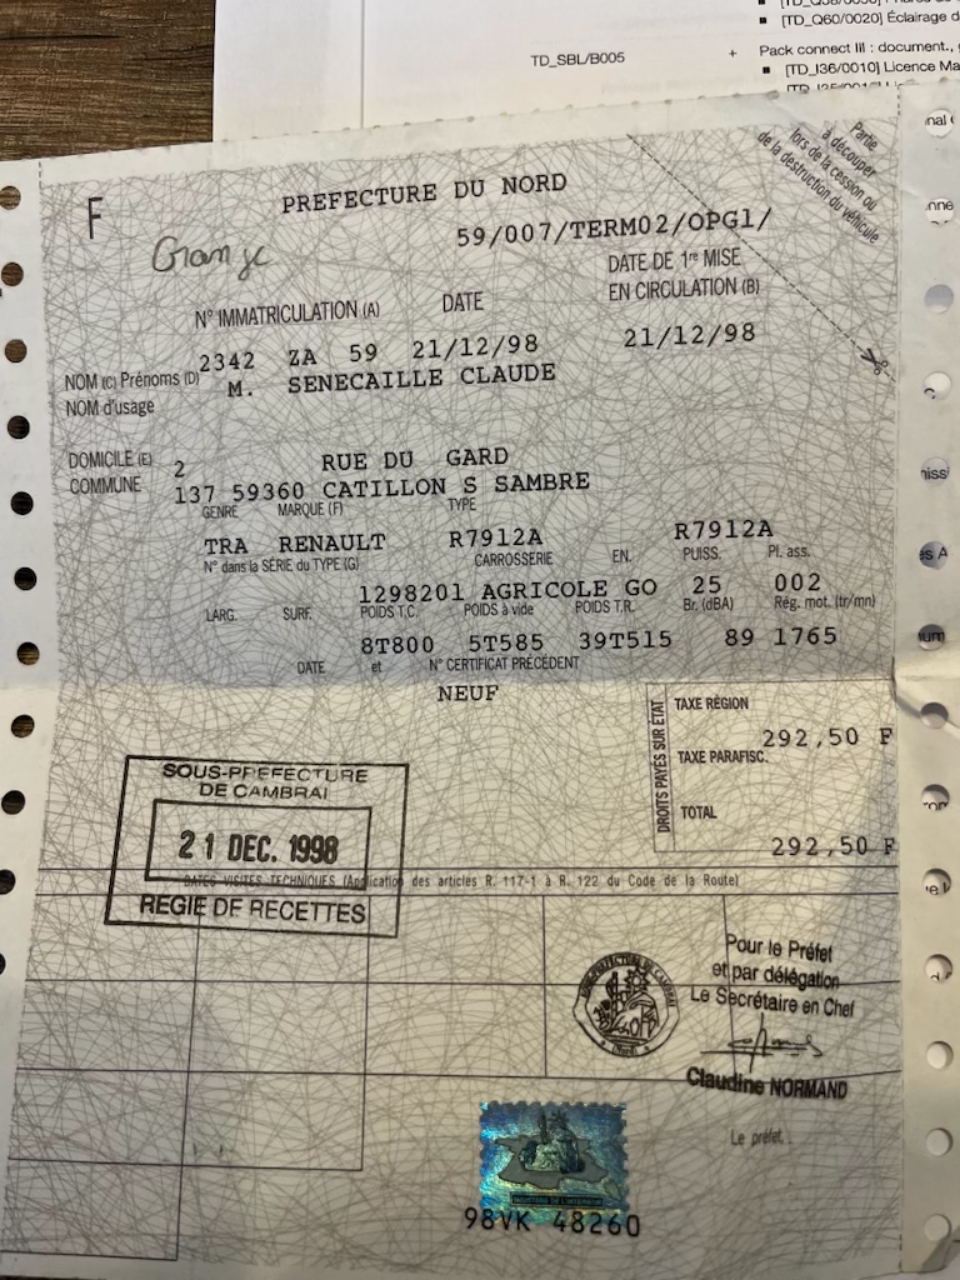 [TD_Q60/0020] Éclairage d
TD_SBL/B005
+ Pack connect III : document.,
[TD_I36/0010] Licence Ma
Partie
à découper
lors de la cession ou
de la destruction du véhicule
F
PREFECTURE DU NORD
59/007/TERM02/OPG1/
Grange
N° IMMATRICULATION (A) DATE DATE DE 1re MISE
EN CIRCULATION (B)
2342 ZA 59 21/12/98 21/12/98
NOM (C) Prénoms (D) M. SENECAILLE CLAUDE
NOM d'usage
DOMICILE (E) 2 RUE DU GARD
COMMUNE 137 59360 CATILLON S SAMBRE
GENRE MARQUE (F) TYPE
TRA RENAULT R7912A R7912A
N° dans la SÉRIE du TYPE (G) CARROSSERIE EN. PUISS. Pl. ass.
1298201 AGRICOLE GO 25 002
LARG. SURF. POIDS T.C. POIDS à vide POIDS T.R. Br. (dBA) Rég. mot. (tr/mn)
8T800 5T585 39T515 89 1765
DATE et N° CERTIFICAT PRÉCÉDENT
NEUF
DROITS PAYÉS SUR ÉTAT
TAXE RÉGION
292,50 F
TAXE PARAFISC.
TOTAL
292,50 F
SOUS-PREFECTURE
DE CAMBRAI
21 DEC. 1998
REGIE DE RECETTES
DATES VISITES TECHNIQUES (Application des articles R. 117-1 à R. 122 du Code de la Route)
Pour le Préfet
et par délégation
Le Secrétaire en Chef
Claudine NORMAND
SOUS-PREFECTURE DE CAMBRAI
(Nord)
Le préfet.
98VK 48260